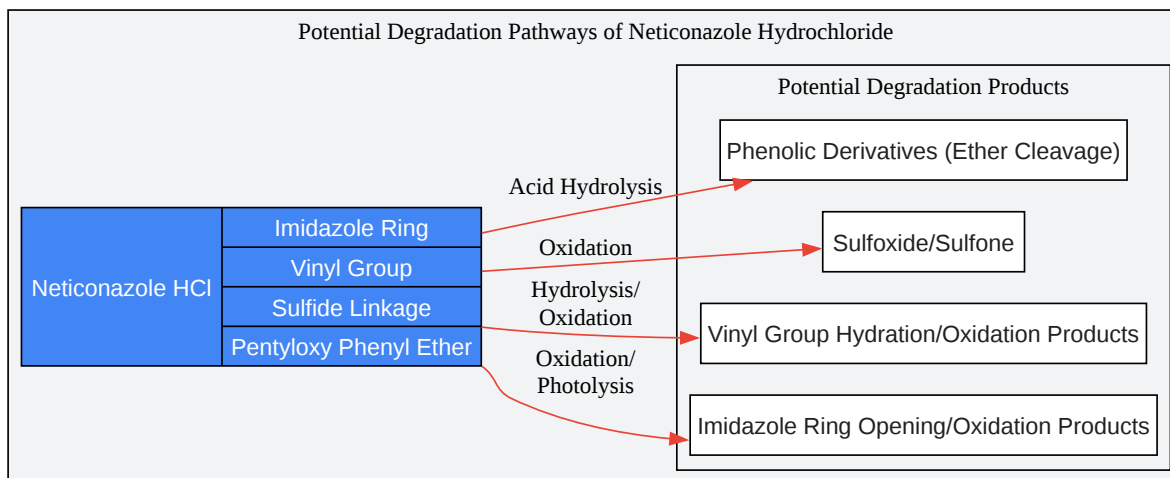 Potential Degradation Pathways of Neticonazole Hydrochloride
Potential Degradation Products
Neticonazole HCl
Imidazole Ring
Vinyl Group
Sulfide Linkage
Pentyloxy Phenyl Ether
Acid Hydrolysis
Oxidation
Hydrolysis/
Oxidation
Oxidation/
Photolysis
Phenolic Derivatives (Ether Cleavage)
Sulfoxide/Sulfone
Vinyl Group Hydration/Oxidation Products
Imidazole Ring Opening/Oxidation Products